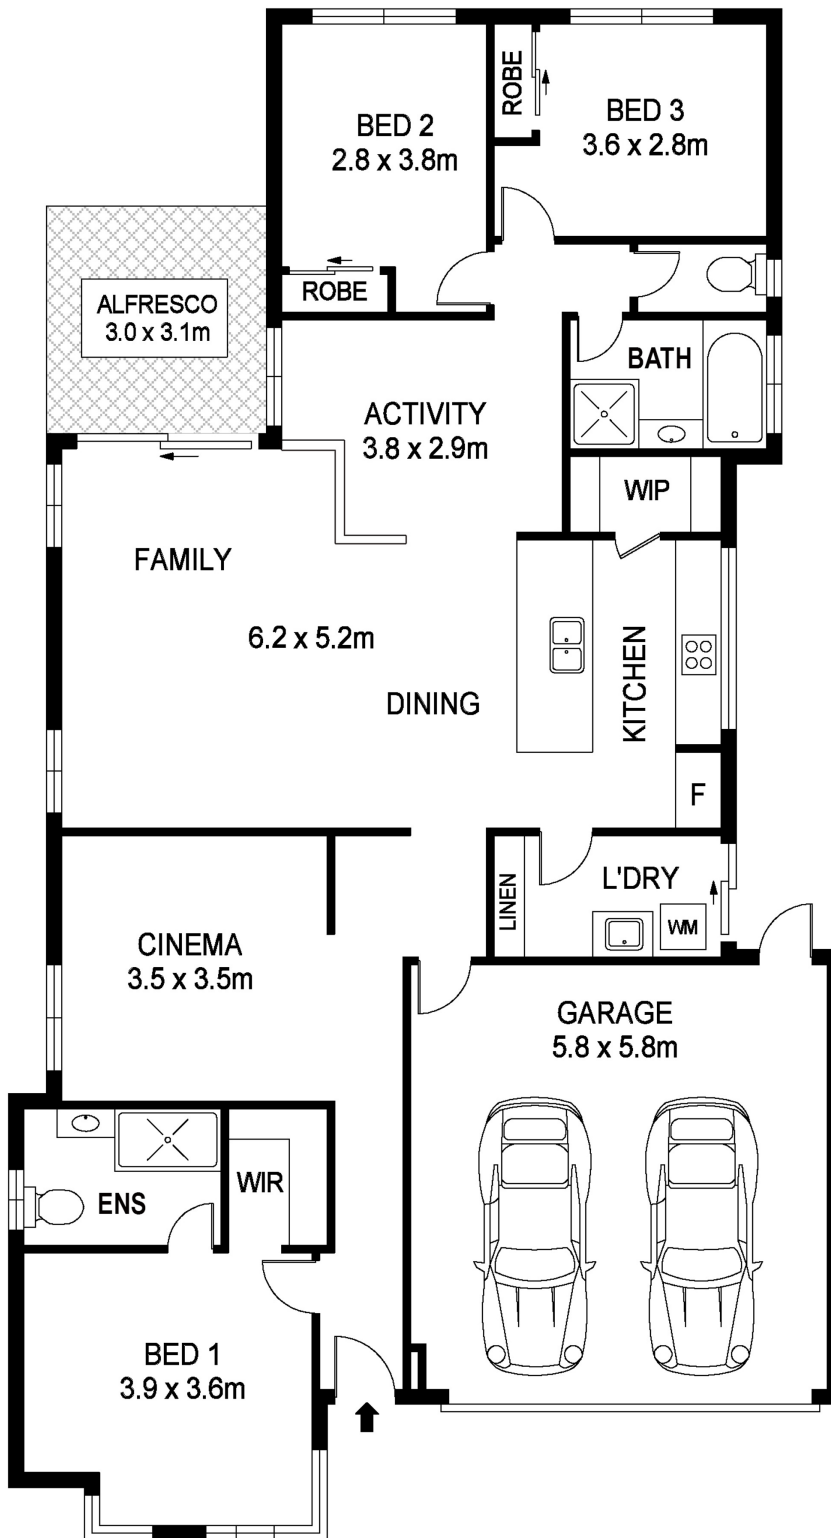 BED 2
2.8 x 3.8m
ROBE
BED 3
3.6 x 2.8m
ROBE
ALFRESCO
3.0 x 3.1m
BATH
ACTIVITY
3.8 x 2.9m
WIP
FAMILY
6.2 x 5.2m
DINING
KITCHEN
F
L'DRY
LINEN
WM
CINEMA
3.5 x 3.5m
GARAGE
5.8 x 5.8m
WIR
ENS
BED 1
3.9 x 3.6m